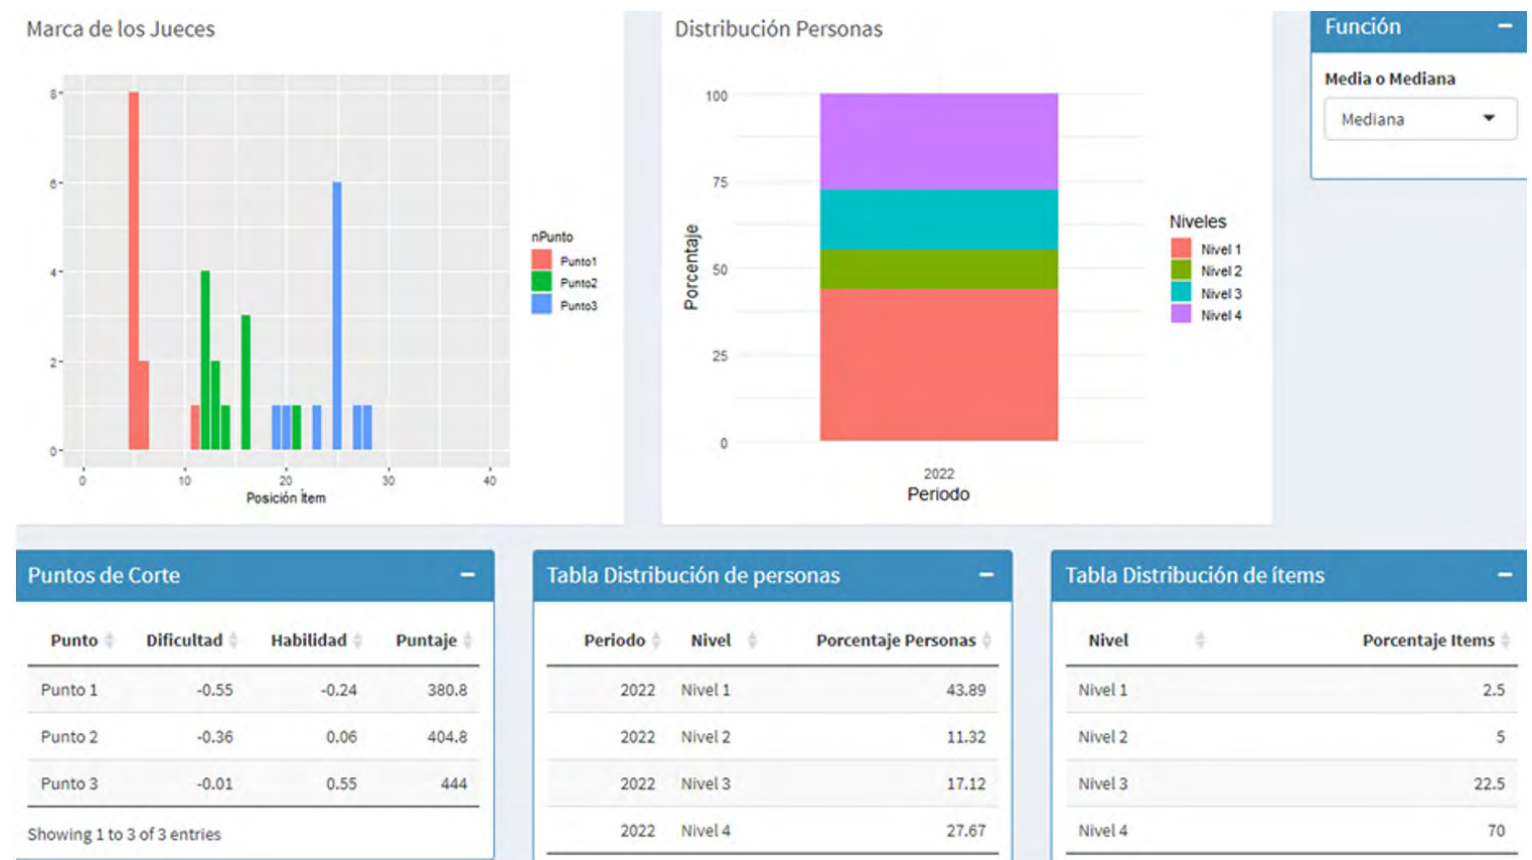 Marca de los Jueces
8
6
4
2
0
0 10 20 30 40
Posición Ítem
nPunto
Punto1
Punto2
Punto3
Distribución Personas
100
75
50
25
0
Porcentaje
2022
Periodo
Niveles
Nivel 1
Nivel 2
Nivel 3
Nivel 4
Función
Media o Mediana
Mediana
Puntos de Corte
Punto Dificultad Habilidad Puntaje
Punto 1 -0.55 -0.24 380.8
Punto 2 -0.36 0.06 404.8
Punto 3 -0.01 0.55 444
Showing 1 to 3 of 3 entries
Tabla Distribución de personas
Periodo Nivel Porcentaje Personas
2022 Nivel 1 43.89
2022 Nivel 2 11.32
2022 Nivel 3 17.12
2022 Nivel 4 27.67
Tabla Distribución de ítems
Nivel Porcentaje Items
Nivel 1 2.5
Nivel 2 5
Nivel 3 22.5
Nivel 4 70